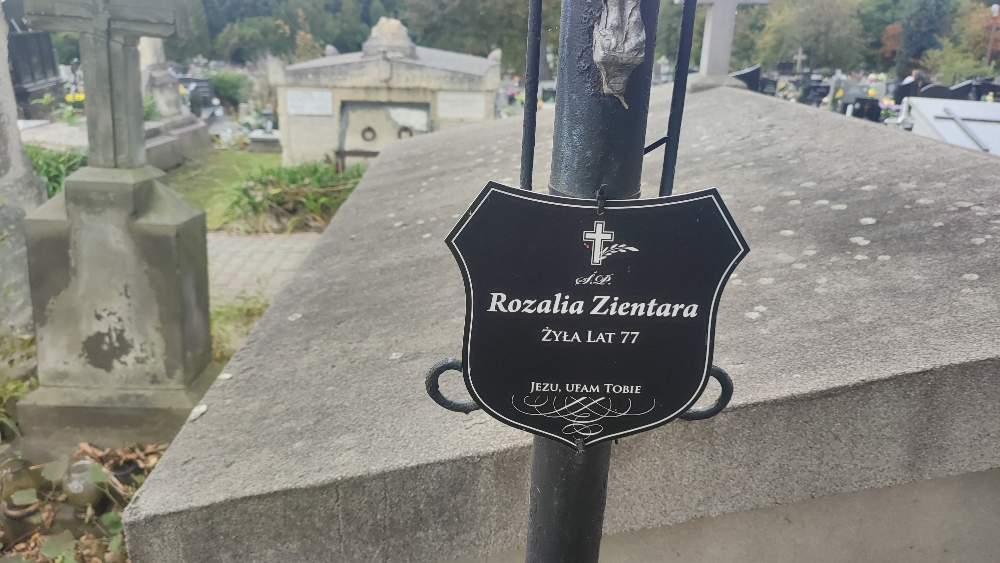 Ś.P.
Rozalia Zientara
ŻYŁA LAT 77
JEZU, UFAM TOBIE